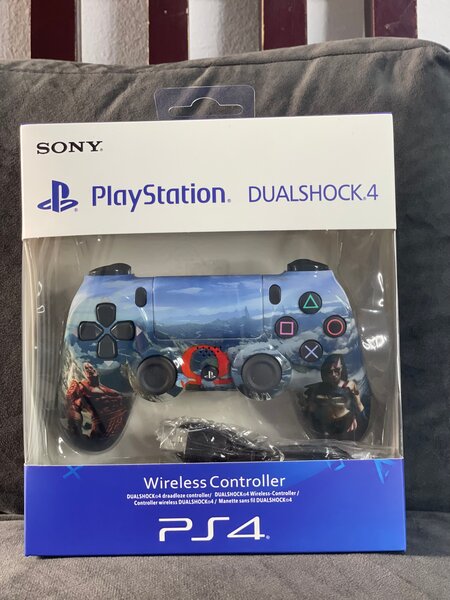 SONY
PlayStation. DUALSHOCK.4
Ω
Wireless Controller
DUALSHOCK®4 draadloze controller/ DUALSHOCK®4 Wireless-Controller /
Controller wireless DUALSHOCK®4 / Manette sans fil DUALSHOCK®4
PS4